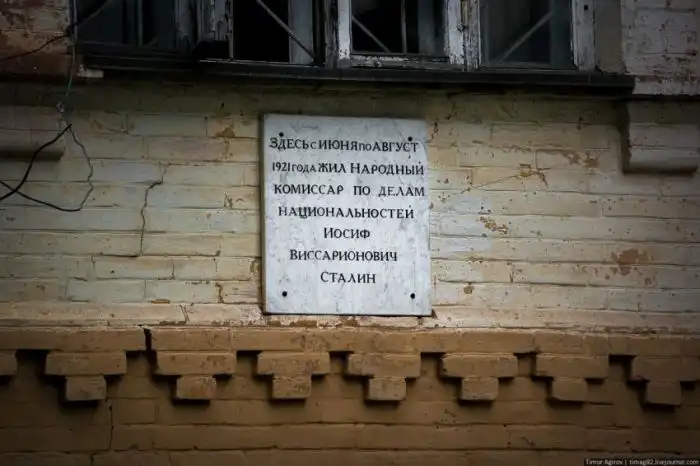 ЗДЕСЬ с ИЮНЯ по АВГУСТ
1921 ГОДА ЖИЛ НАРОДНЫЙ
КОМИССАР ПО ДЕЛАМ
НАЦИОНАЛЬНОСТЕЙ
ИОСИФ
ВИССАРИОНОВИЧ
СТАЛИН
Timur Agirov | timag82.livejournal.com